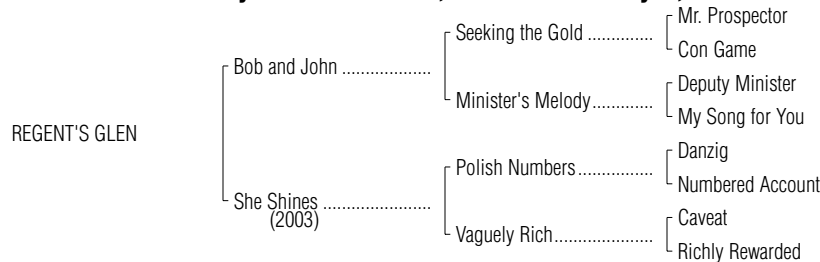 Mr. Prospector
Seeking the Gold ..............
Con Game
Bob and John ...................
Deputy Minister
Minister's Melody.............
My Song for You
REGENT'S GLEN
Danzig
Polish Numbers................
Numbered Account
She Shines .......................
(2003)
Caveat
Vaguely Rich.....................
Richly Rewarded